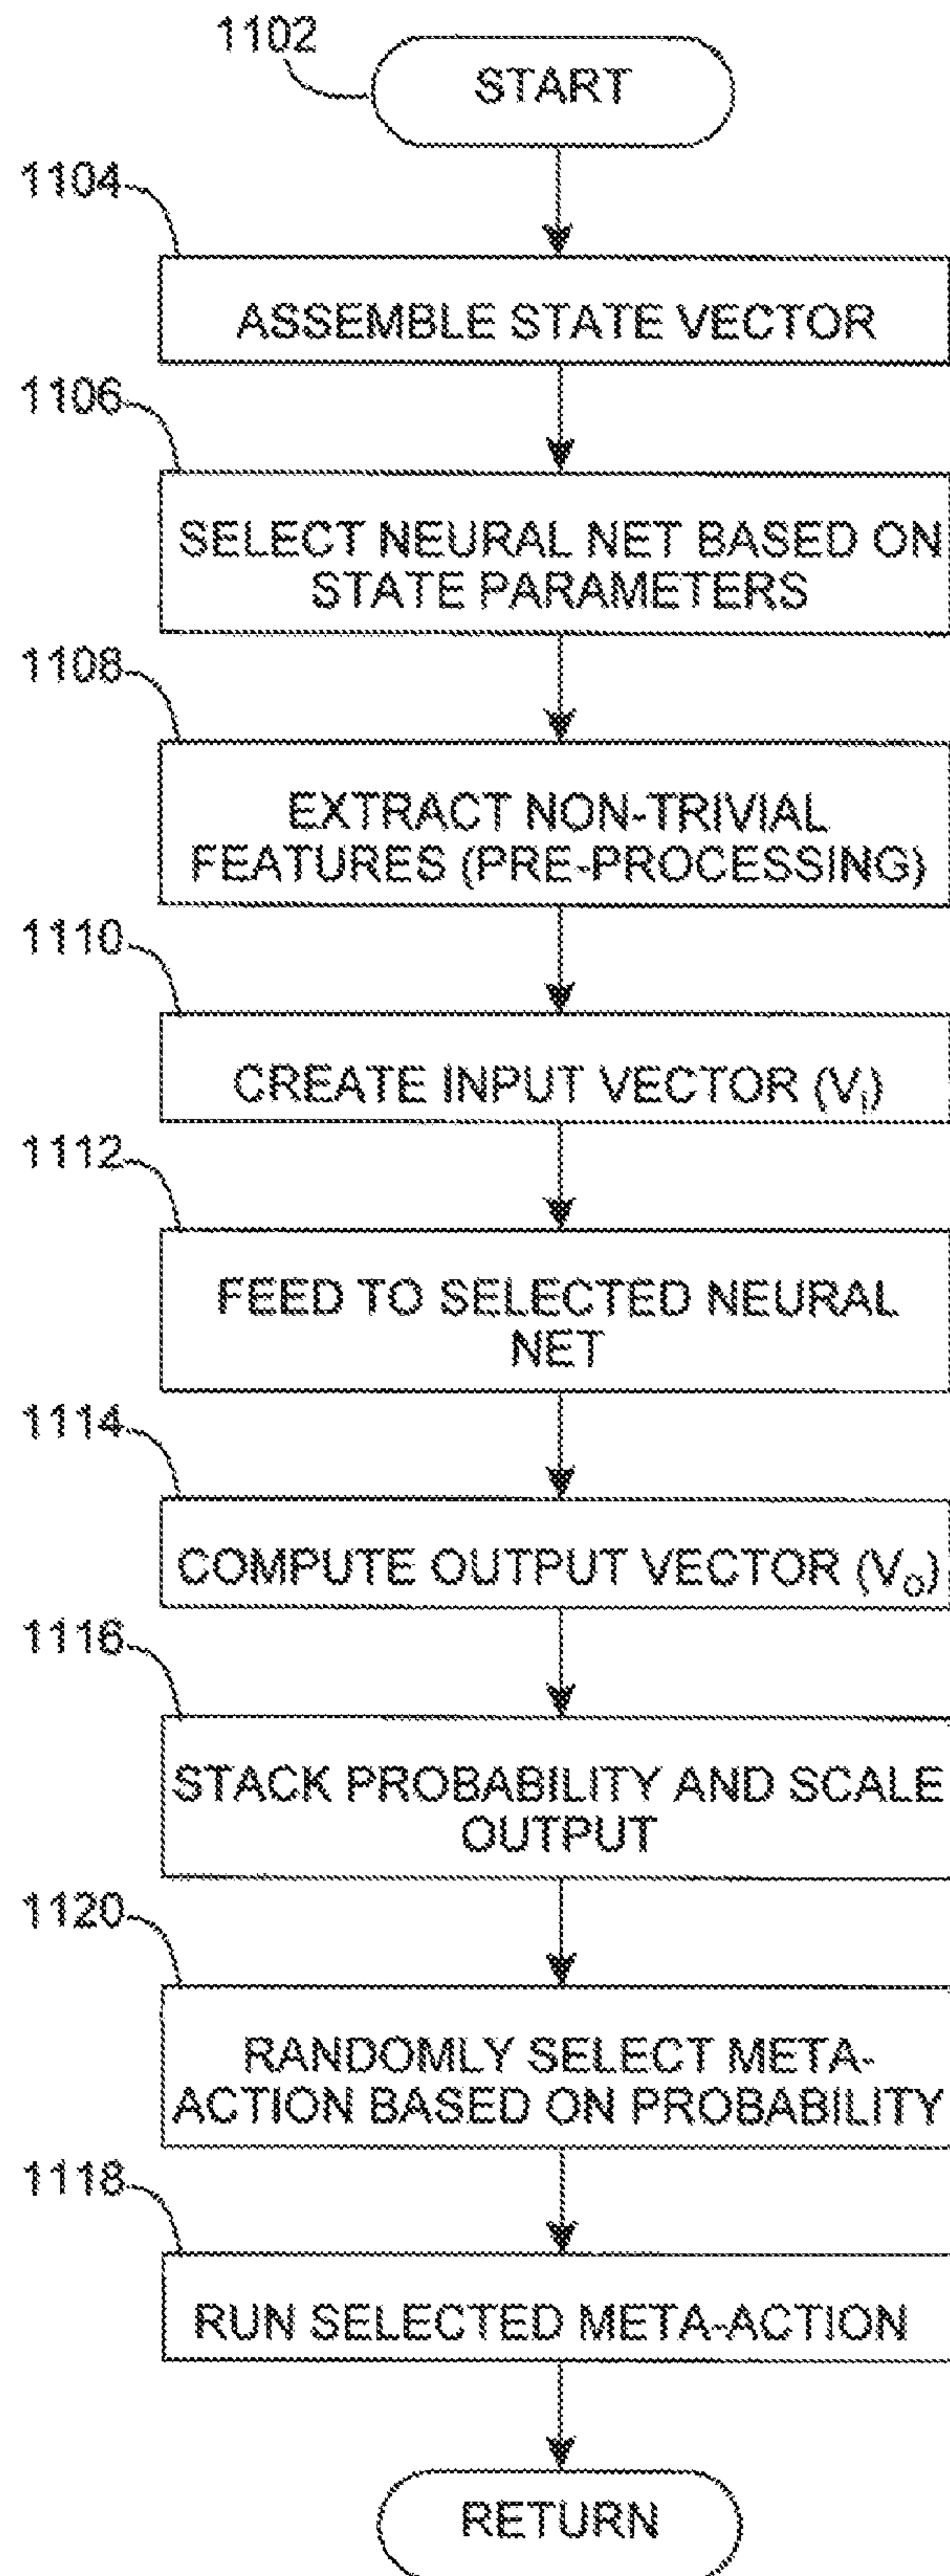 1102
START
1104
ASSEMBLE STATE VECTOR
1106
SELECT NEURAL NET BASED ON
STATE PARAMETERS
1108
EXTRACT NON-TRIVIAL
FEATURES (PRE-PROCESSING)
1110
CREATE INPUT VECTOR (VI)
1112
FEED TO SELECTED NEURAL
NET
1114
COMPUTE OUTPUT VECTOR (VO)
1116
STACK PROBABILITY AND SCALE
OUTPUT
1120
RANDOMLY SELECT META-
ACTION BASED ON PROBABILITY
1118
RUN SELECTED META-ACTION
RETURN